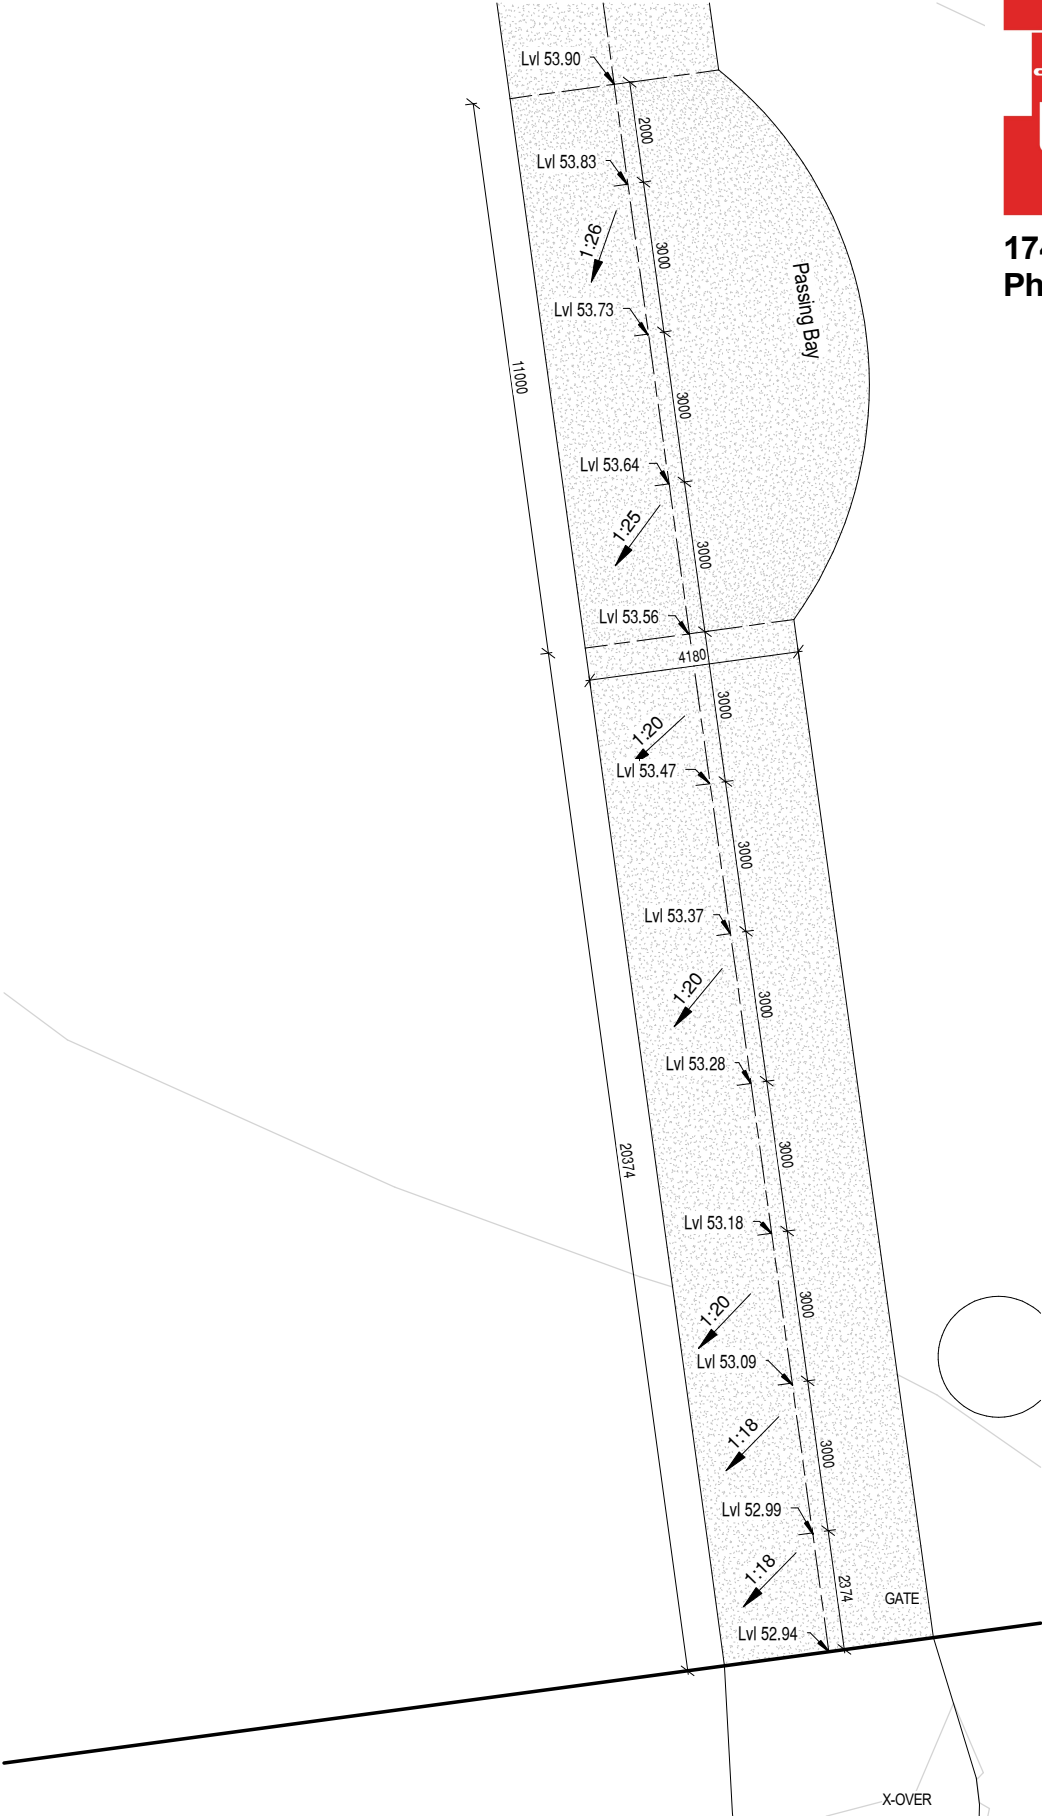 Lvl 53.90
2000
Lvl 53.83
1:26
3000
Passing Bay
17
Ph
Lvl 53.73
11000
3000
Lvl 53.64
1:25
3000
Lvl 53.56
4180
3000
1:20
Lvl 53.47
3000
Lvl 53.37
1:20
3000
Lvl 53.28
20374
3000
Lvl 53.18
1:20
3000
Lvl 53.09
1:18
3000
Lvl 52.99
1:18
2374
GATE
Lvl 52.94
X-OVER